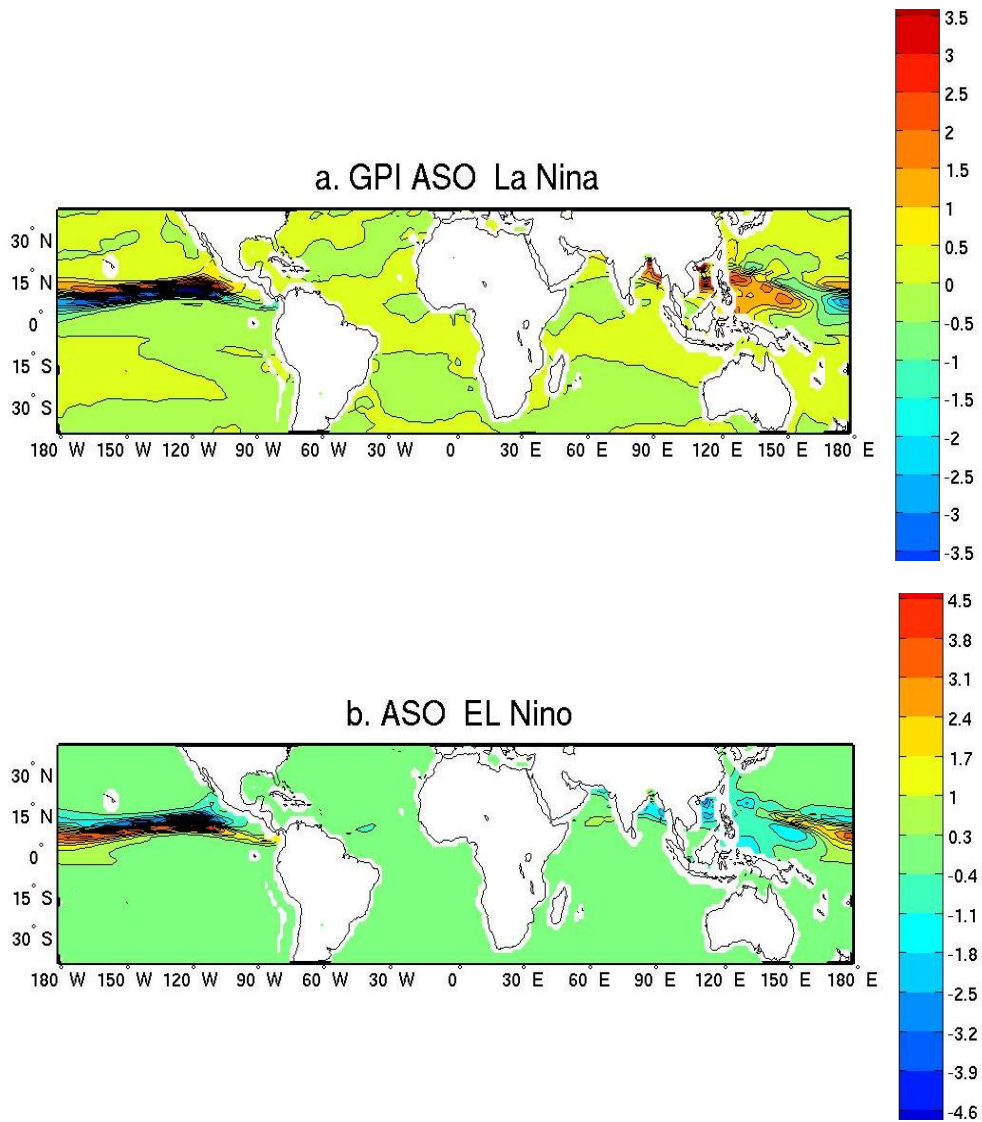 a. GPI ASO La Nina
3.5
3
2.5
2
1.5
1
0.5
0
-0.5
-1
-1.5
-2
-2.5
-3
-3.5
30° N
15° N
0°
15° S
30° S
180° W 150° W 120° W 90° W 60° W 30° W 0° 30° E 60° E 90° E 120° E 150° E 180° E
b. ASO EL Nino
4.5
3.8
3.1
2.4
1.7
1
0.3
-0.4
-1.1
-1.8
-2.5
-3.2
-3.9
-4.6
30° N
15° N
0°
15° S
30° S
180° W 150° W 120° W 90° W 60° W 30° W 0° 30° E 60° E 90° E 120° E 150° E 180° E